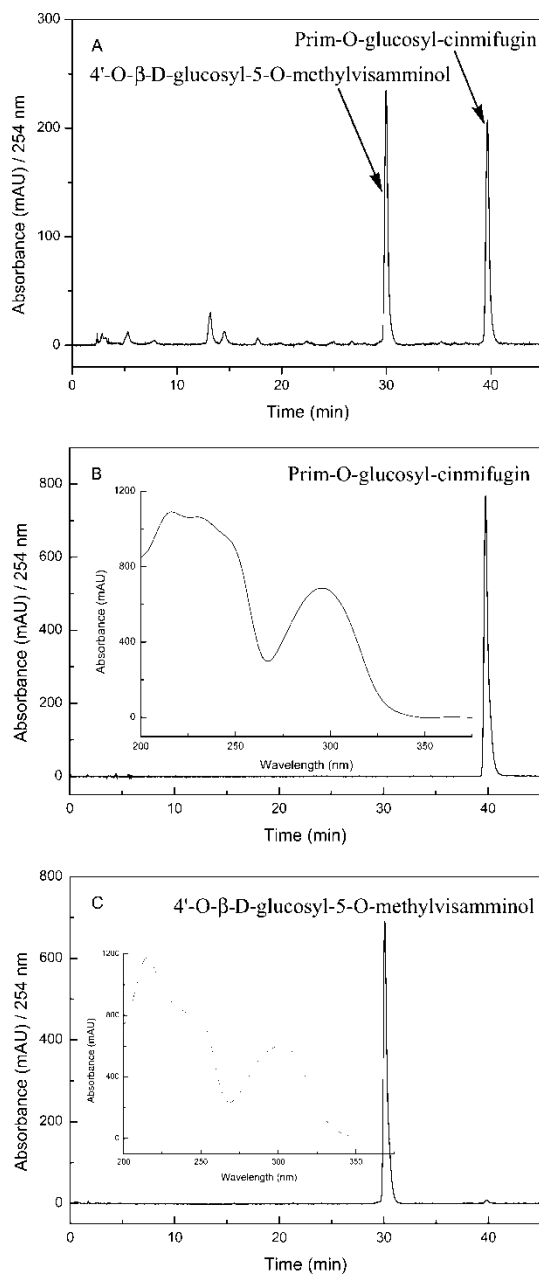 A
Prim-O-glucosyl-cinmifugin
4'-O-β-D-glucosyl-5-O-methylvisamminol
Absorbance (mAU) / 254 nm
300
200
100
0
0 10 20 30 40
Time (min)
B
Prim-O-glucosyl-cinmifugin
Absorbance (mAU) / 254 nm
800
600
400
200
0
Absorbance (mAU)
1200
800
400
0
200 250 300 350
Wavelength (nm)
0 10 20 30 40
Time (min)
C
4'-O-β-D-glucosyl-5-O-methylvisamminol
Absorbance (mAU) / 254 nm
800
600
400
200
0
Absorbance (mAU)
1200
800
400
0
200 250 300 350
Wavelength (nm)
0 10 20 30 40
Time (min)